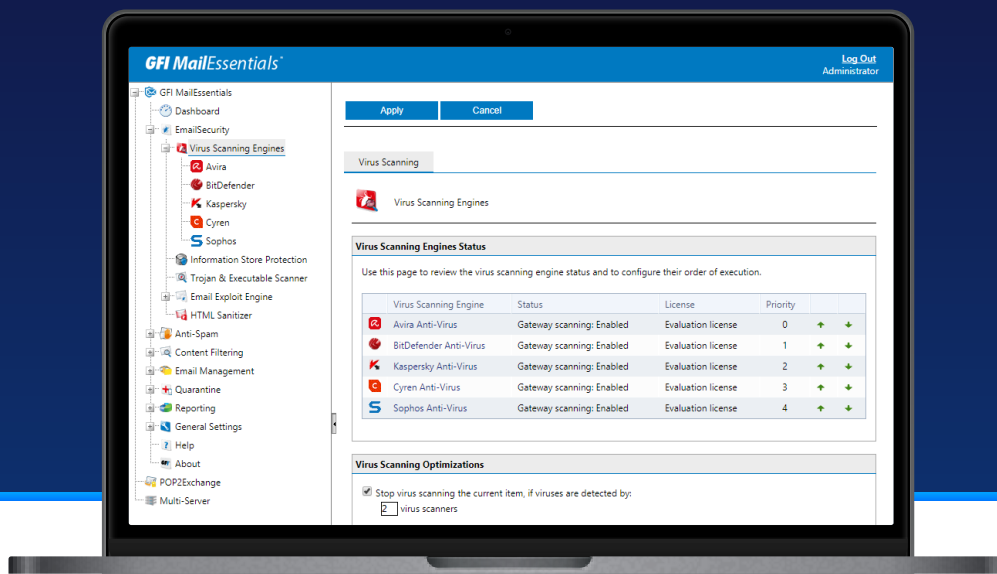 GFI MailEssentials
Log Out
Administrator
GFI MailEssentials
Dashboard
EmailSecurity
Virus Scanning Engines
Avira
BitDefender
Kaspersky
Cyren
Sophos
Information Store Protection
Trojan & Executable Scanner
Email Exploit Engine
HTML Sanitizer
Anti-Spam
Content Filtering
Email Management
Quarantine
Reporting
General Settings
Help
About
POP2Exchange
Multi-Server
Apply Cancel
Virus Scanning
Virus Scanning Engines
Virus Scanning Engines Status
Use this page to review the virus scanning engine status and to configure their order of execution.
Virus Scanning Engine Status License Priority
Avira Anti-Virus Gateway scanning: Enabled Evaluation license 0
BitDefender Anti-Virus Gateway scanning: Enabled Evaluation license 1
Kaspersky Anti-Virus Gateway scanning: Enabled Evaluation license 2
Cyren Anti-Virus Gateway scanning: Enabled Evaluation license 3
Sophos Anti-Virus Gateway scanning: Enabled Evaluation license 4
Virus Scanning Optimizations
Stop virus scanning the current item, if viruses are detected by:
2 virus scanners